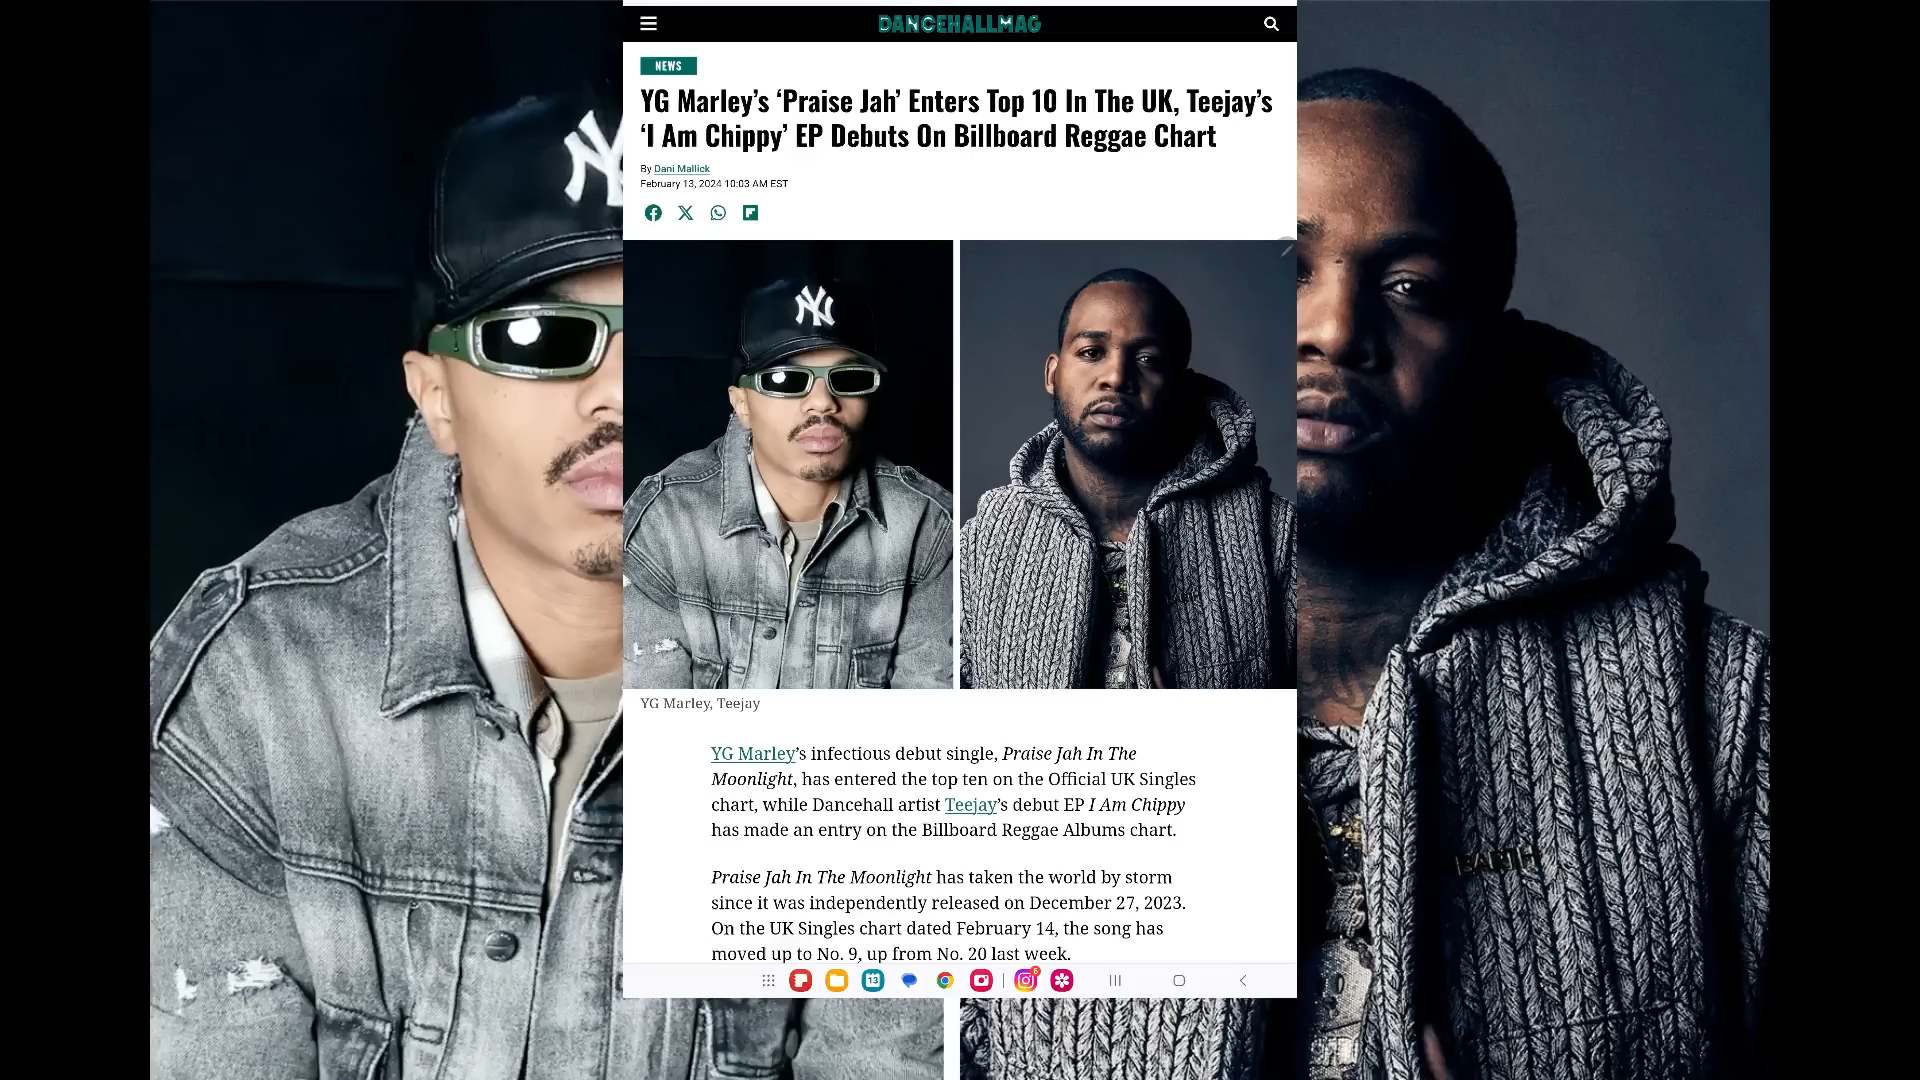 DANCEHALLMAG
NEWS
YG Marley’s ‘Praise Jah’ Enters Top 10 In The UK, Teejay’s
‘I Am Chippy’ EP Debuts On Billboard Reggae Chart
By Dani Mallick
February 13, 2024 10:03 AM EST
NY
NY
YG Marley, Teejay
YG Marley’s infectious debut single, Praise Jah In The
Moonlight, has entered the top ten on the Official UK Singles
chart, while Dancehall artist Teejay’s debut EP I Am Chippy
has made an entry on the Billboard Reggae Albums chart.
Praise Jah In The Moonlight has taken the world by storm
since it was independently released on December 27, 2023.
On the UK Singles chart dated February 14, the song has
moved up to No. 9, up from No. 20 last week.
13
6